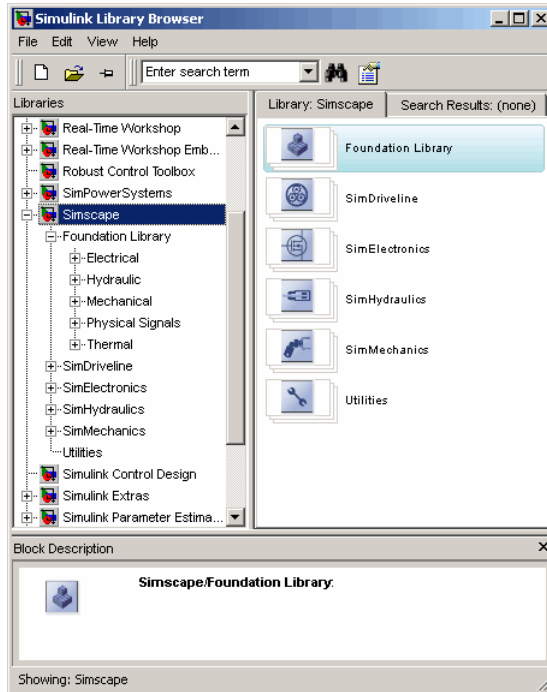 Simulink Library Browser
File Edit View Help
Enter search term
Libraries
Real-Time Workshop
Real-Time Workshop Emb...
Robust Control Toolbox
SimPowerSystems
Simscape
Foundation Library
Electrical
Hydraulic
Mechanical
Physical Signals
Thermal
SimDriveline
SimElectronics
SimHydraulics
SimMechanics
Utilities
Simulink Control Design
Simulink Extras
Simulink Parameter Estima...
Library: Simscape
Search Results: (none)
Foundation Library
SimDriveline
SimElectronics
SimHydraulics
SimMechanics
Utilities
Block Description
Simscape/Foundation Library:
Showing: Simscape